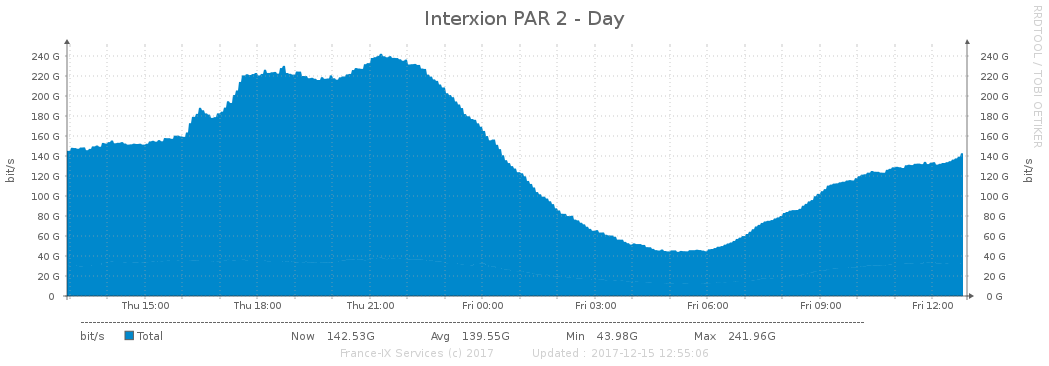 Interxion PAR 2 - Day
RRDTOOL / TOBI OETIKER
240 G 240 G
220 G 220 G
200 G 200 G
180 G 180 G
160 G 160 G
140 G 140 G
120 G 120 G
100 G 100 G
80 G 80 G
60 G 60 G
40 G 40 G
20 G 20 G
0 0 G
bit/s
bit/s
Thu 15:00 Thu 18:00 Thu 21:00 Fri 00:00 Fri 03:00 Fri 06:00 Fri 09:00 Fri 12:00
bit/s Total Now 142.53G Avg 139.55G Min 43.98G Max 241.96G
France-IX Services (c) 2017 Updated : 2017-12-15 12:55:06